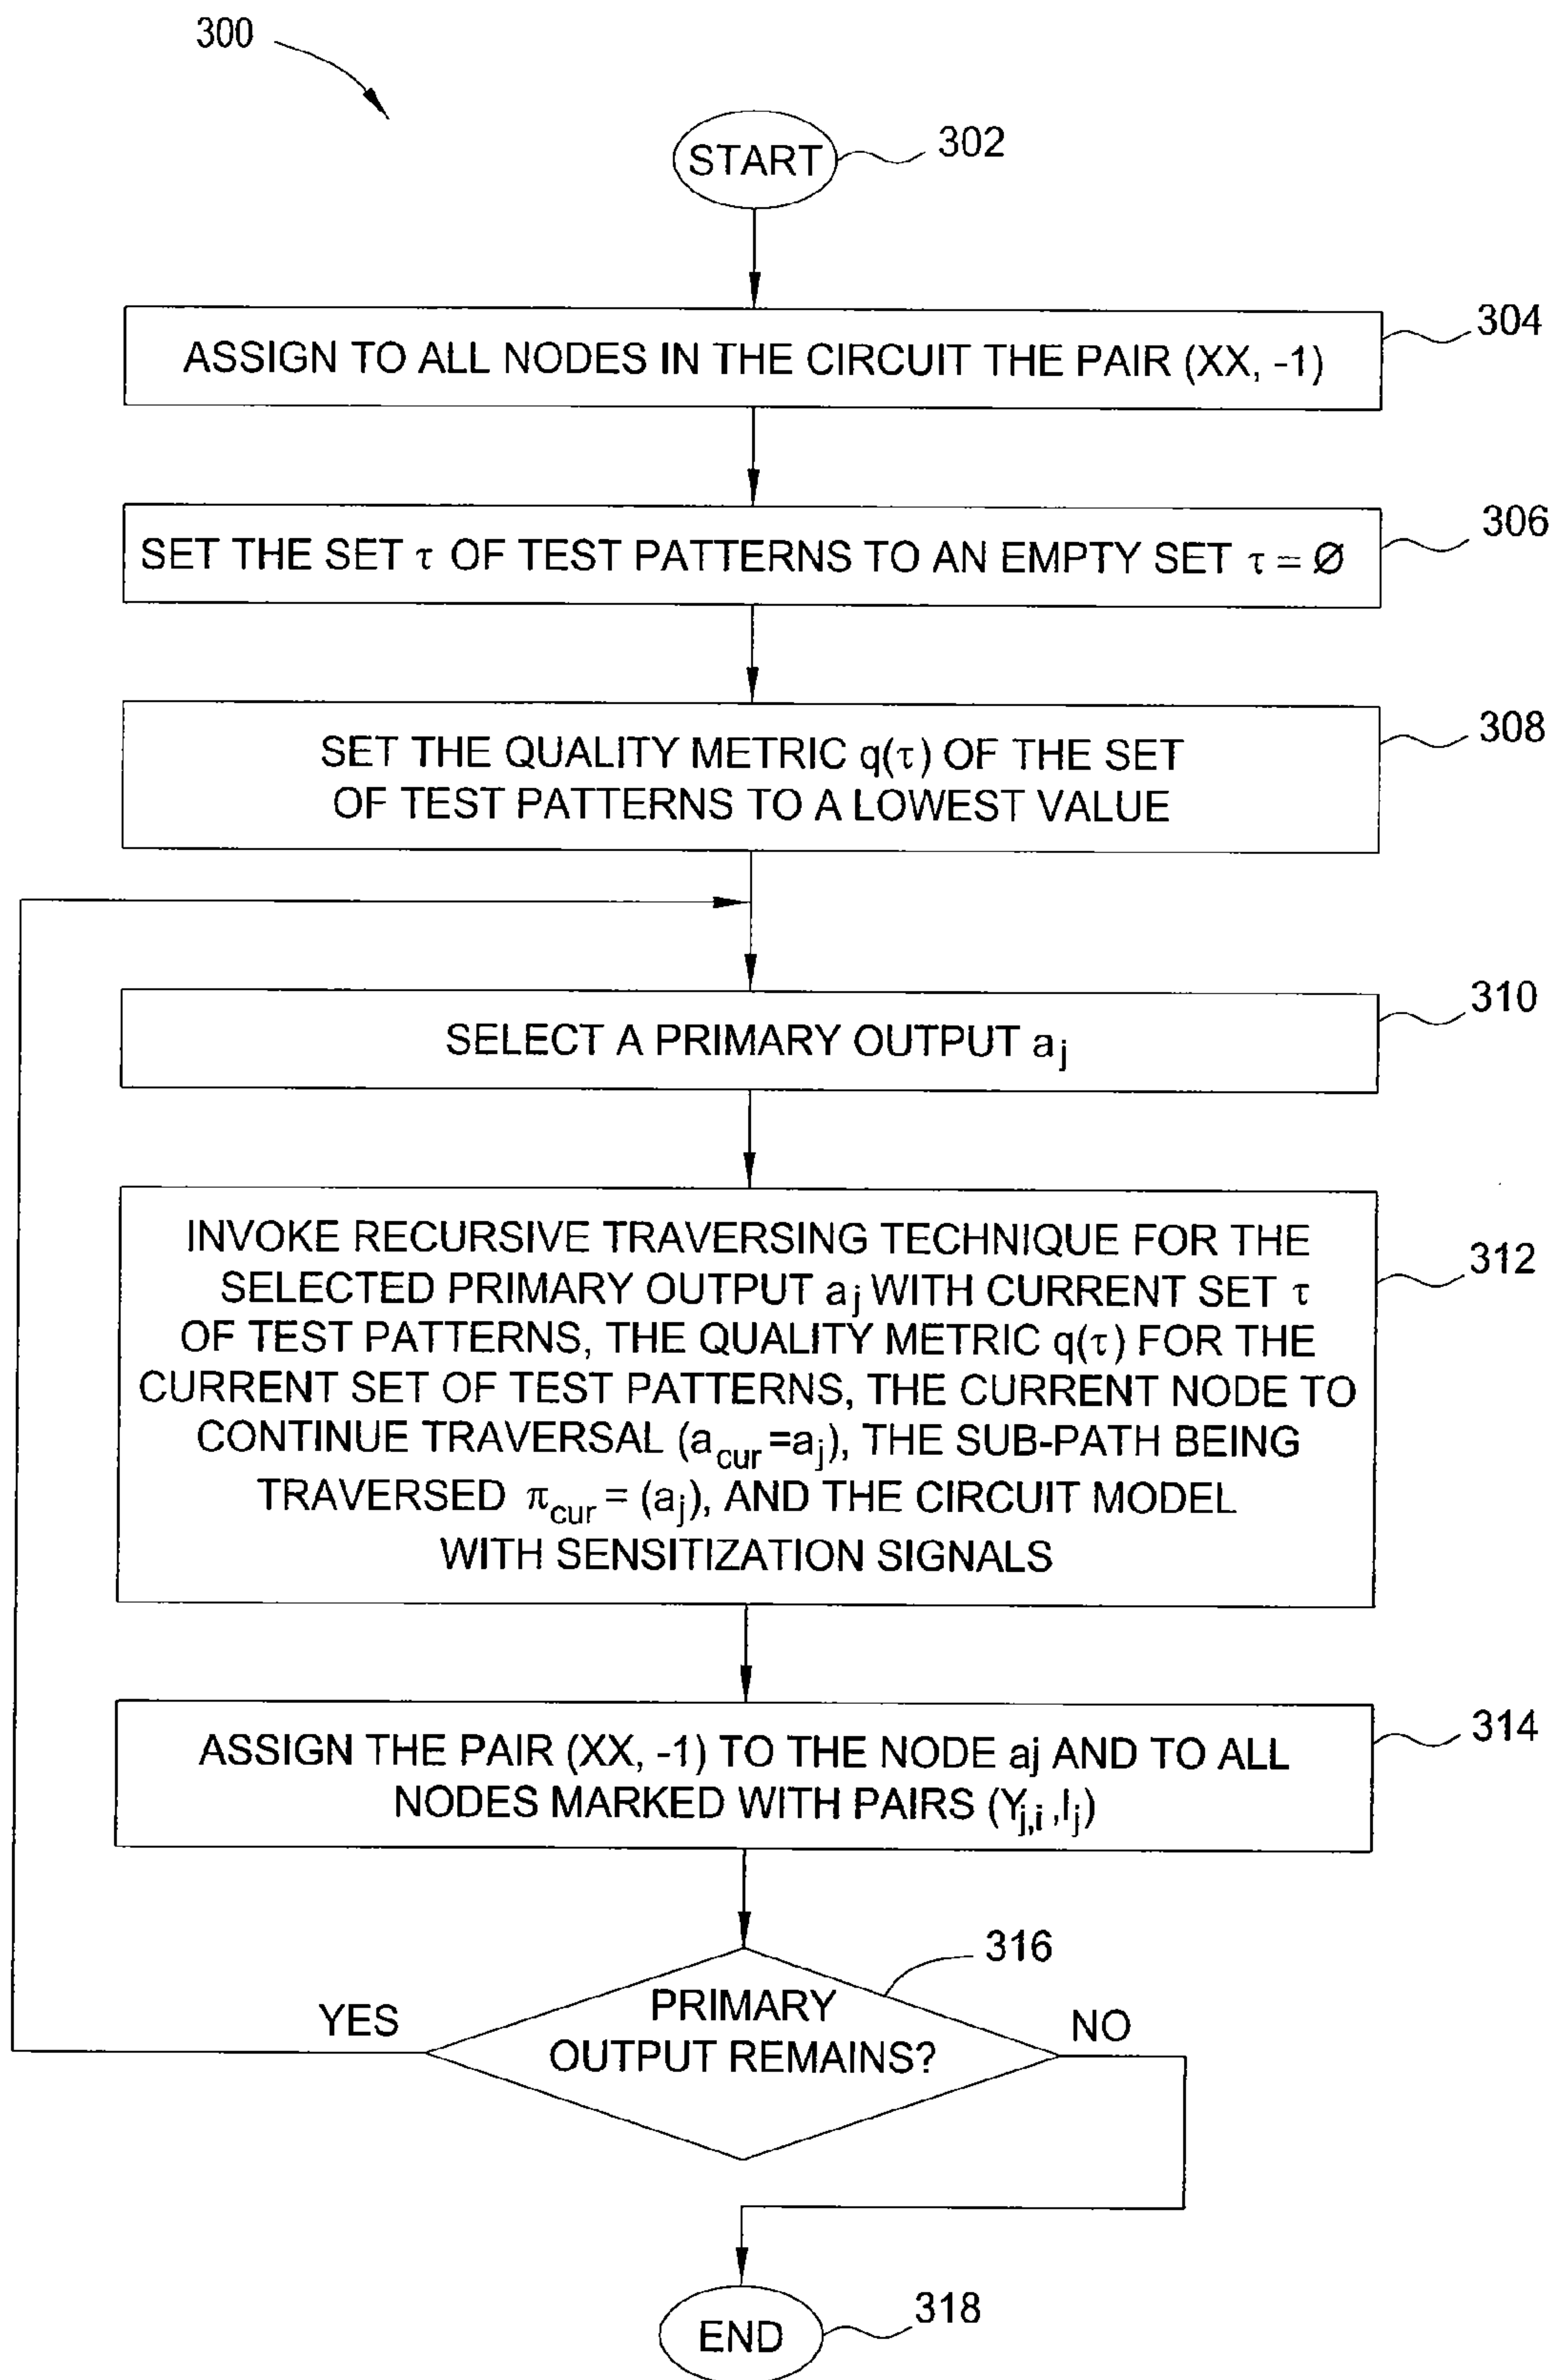 300
START
302
ASSIGN TO ALL NODES IN THE CIRCUIT THE PAIR (XX, -1)
304
SET THE SET τ OF TEST PATTERNS TO AN EMPTY SET τ = Ø
306
SET THE QUALITY METRIC q(τ) OF THE SET
OF TEST PATTERNS TO A LOWEST VALUE
308
SELECT A PRIMARY OUTPUT aj
310
INVOKE RECURSIVE TRAVERSING TECHNIQUE FOR THE
SELECTED PRIMARY OUTPUT aj WITH CURRENT SET τ
OF TEST PATTERNS, THE QUALITY METRIC q(τ) FOR THE
CURRENT SET OF TEST PATTERNS, THE CURRENT NODE TO
CONTINUE TRAVERSAL (acur=aj), THE SUB-PATH BEING
TRAVERSED πcur = (aj), AND THE CIRCUIT MODEL
WITH SENSITIZATION SIGNALS
312
ASSIGN THE PAIR (XX, -1) TO THE NODE aj AND TO ALL
NODES MARKED WITH PAIRS (Yj,i ,Ij)
314
316
PRIMARY
OUTPUT REMAINS?
YES
NO
END
318